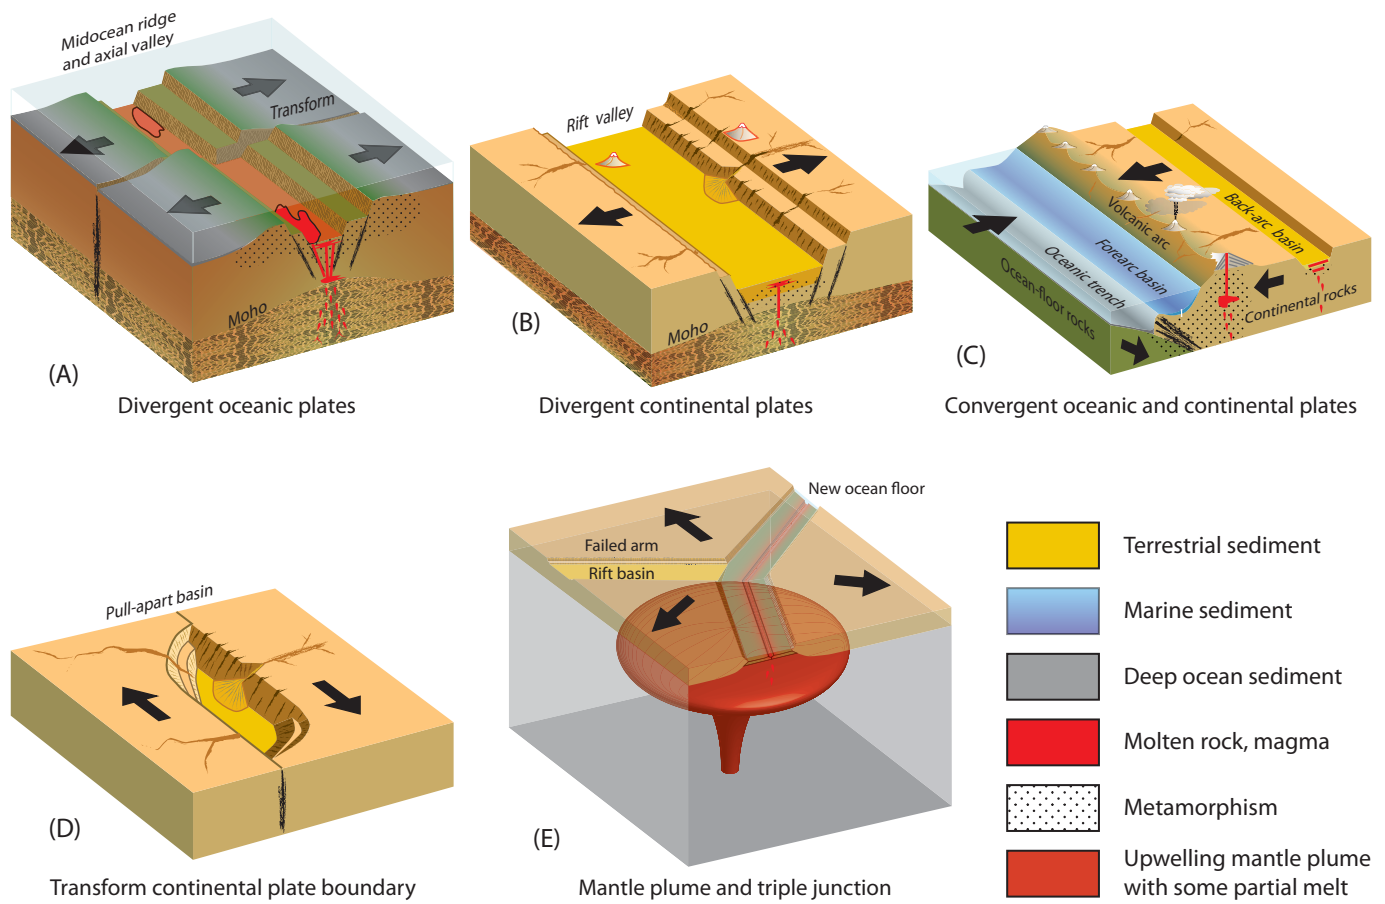 Midocean ridge
and axial valley
Transform
Moho
(A)
Divergent oceanic plates
Rift valley
Moho
(B)
Divergent continental plates
Volcanic arc
Back-arc basin
Forearc basin
Oceanic trench
Ocean-floor rocks
Continental rocks
(C)
Convergent oceanic and continental plates
Pull-apart basin
(D)
Transform continental plate boundary
New ocean floor
Failed arm
Rift basin
(E)
Mantle plume and triple junction
Terrestrial sediment
Marine sediment
Deep ocean sediment
Molten rock, magma
Metamorphism
Upwelling mantle plume
with some partial melt